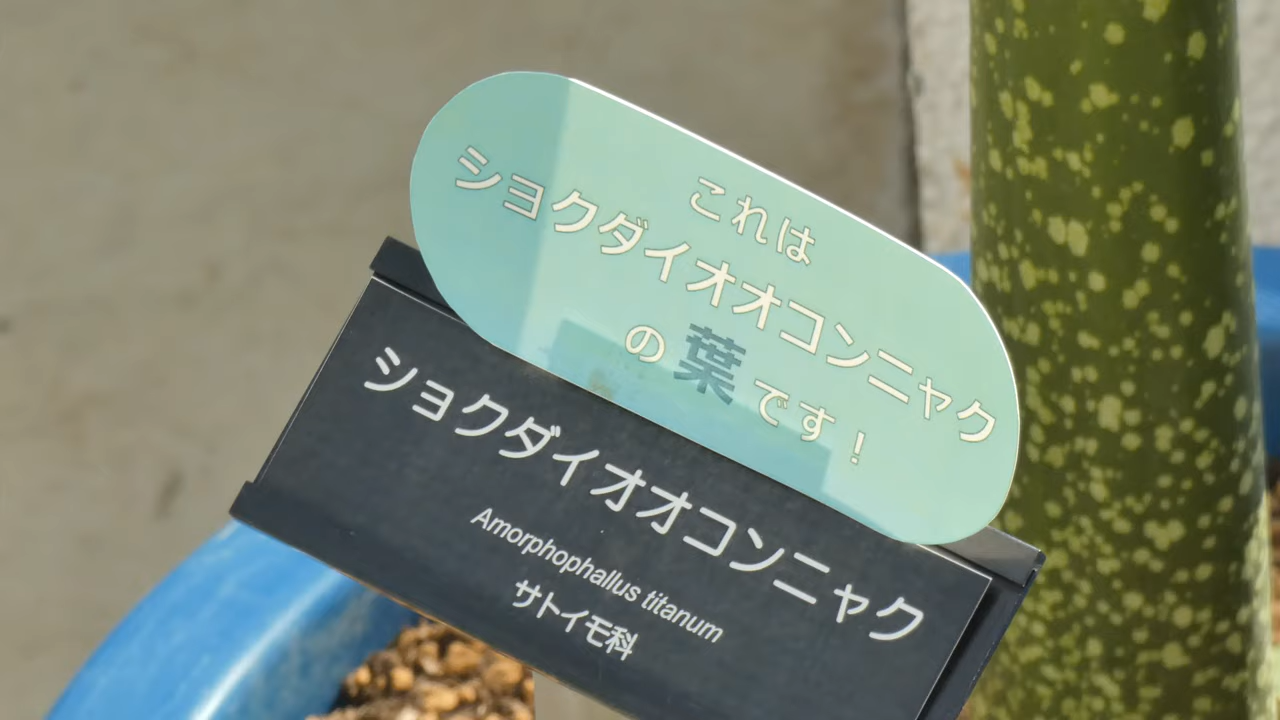 これは
ショクダイオオコンニャク
の葉です!
ショクダイオオコンニャク
Amorphophallus titanum
サトイモ科